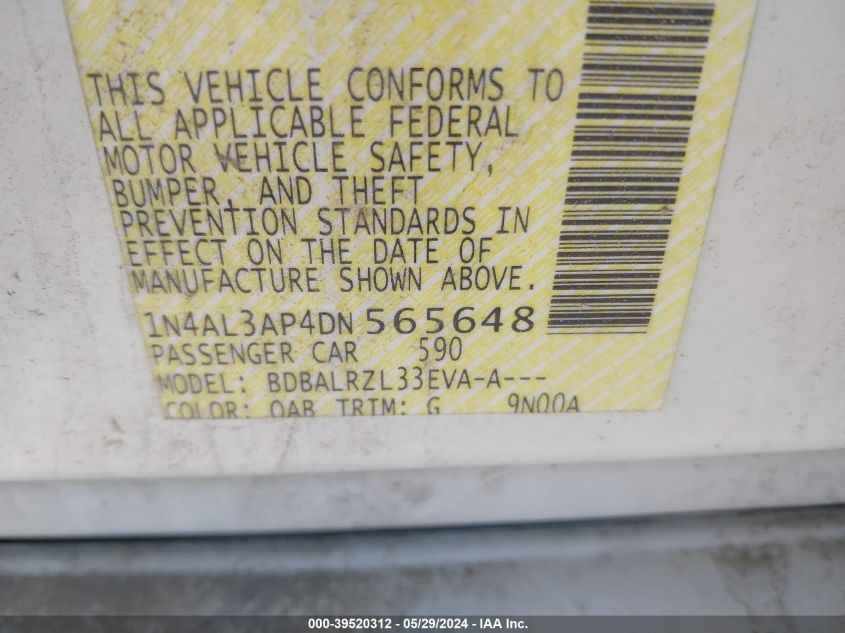 THIS VEHICLE CONFORMS TO
ALL APPLICABLE FEDERAL
MOTOR VEHICLE SAFETY,
BUMPER, AND THEFT
PREVENTION STANDARDS IN
EFFECT ON THE DATE OF
MANUFACTURE SHOWN ABOVE.
1N4AL3AP4DN 565648
PASSENGER CAR 590
MODEL: BDBALRZL33EVA-A---
COLOR: QAB TRIM: G 9N00A
000-39520312 - 05/29/2024 - IAA Inc.